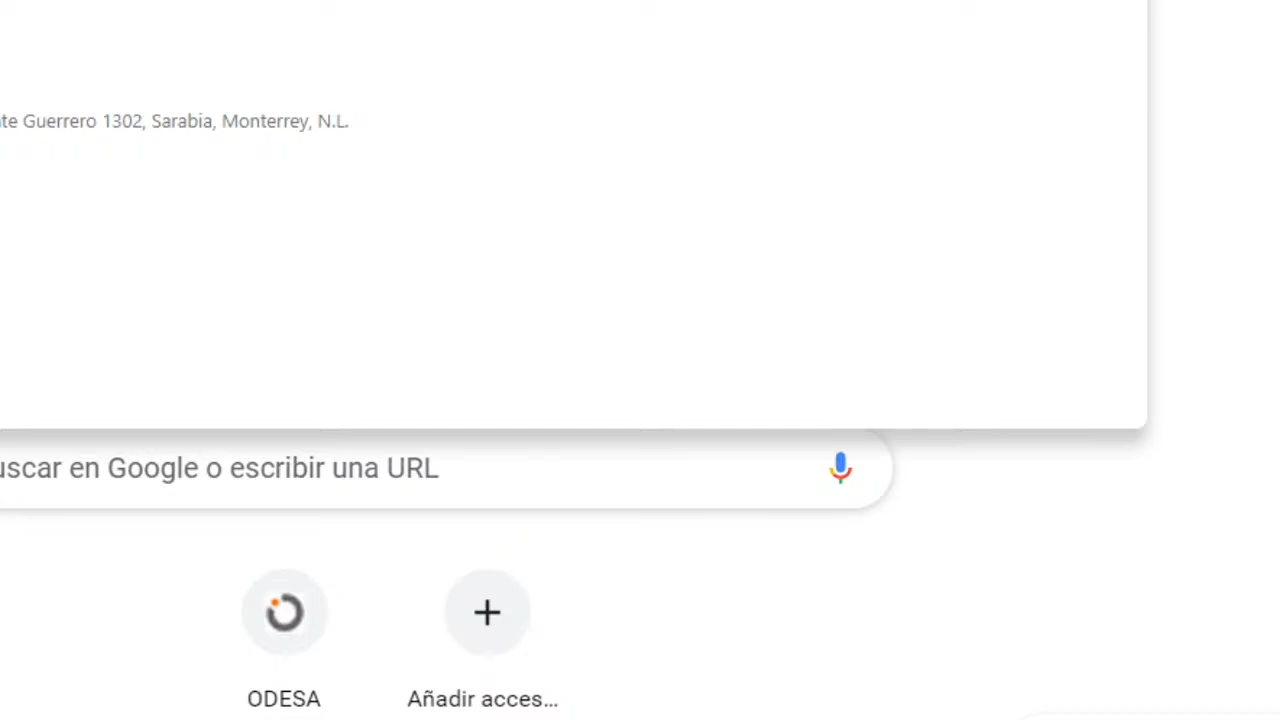 te Guerrero 1302, Sarabia, Monterrey, N.L.
uscar en Google o escribir una URL
ODESA
Añadir acces...